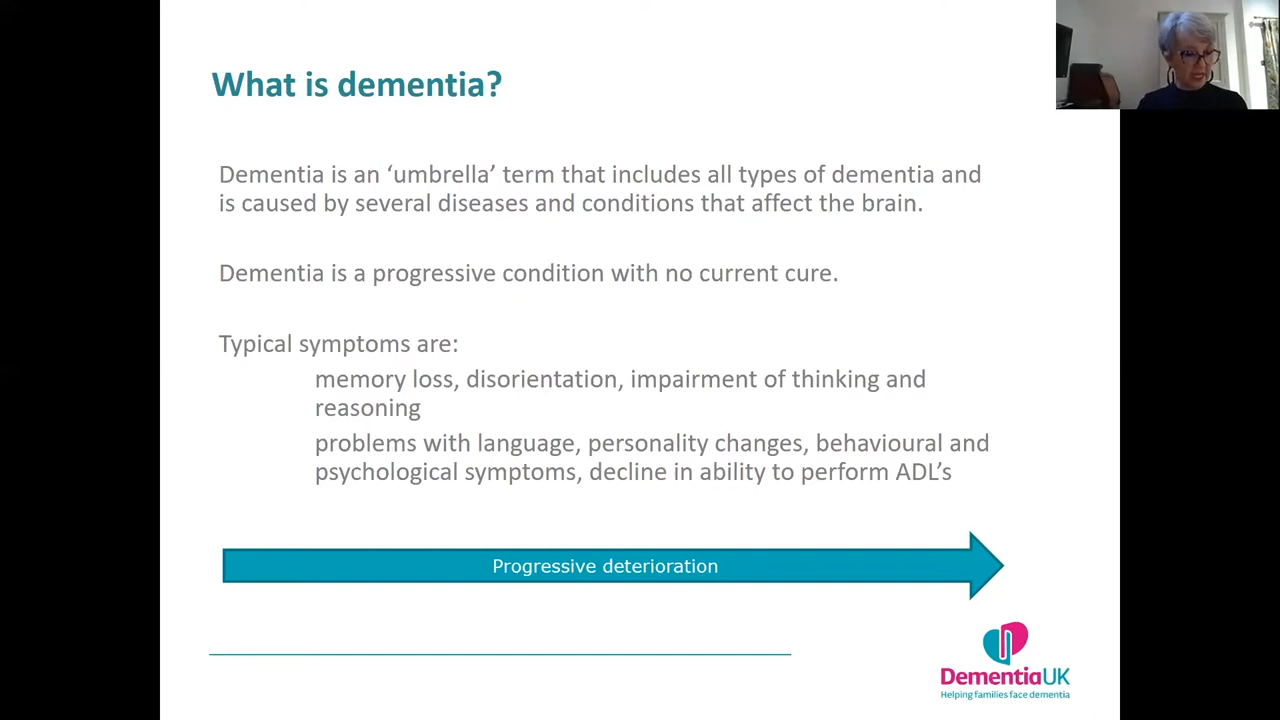 What is dementia?
Dementia is an ‘umbrella’ term that includes all types of dementia and
is caused by several diseases and conditions that affect the brain.
Dementia is a progressive condition with no current cure.
Typical symptoms are:
memory loss, disorientation, impairment of thinking and
reasoning
problems with language, personality changes, behavioural and
psychological symptoms, decline in ability to perform ADL’s
Progressive deterioration
DementiaUK
Helping families face dementia